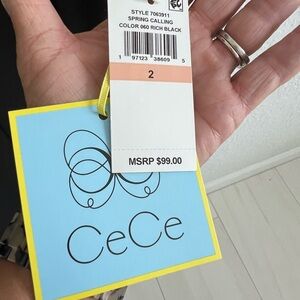 STYLE 7063911
SPRING CALLING
COLOR 060 RICH BLACK
1 97123 38609 5
2
MSRP $99.00
CeCe